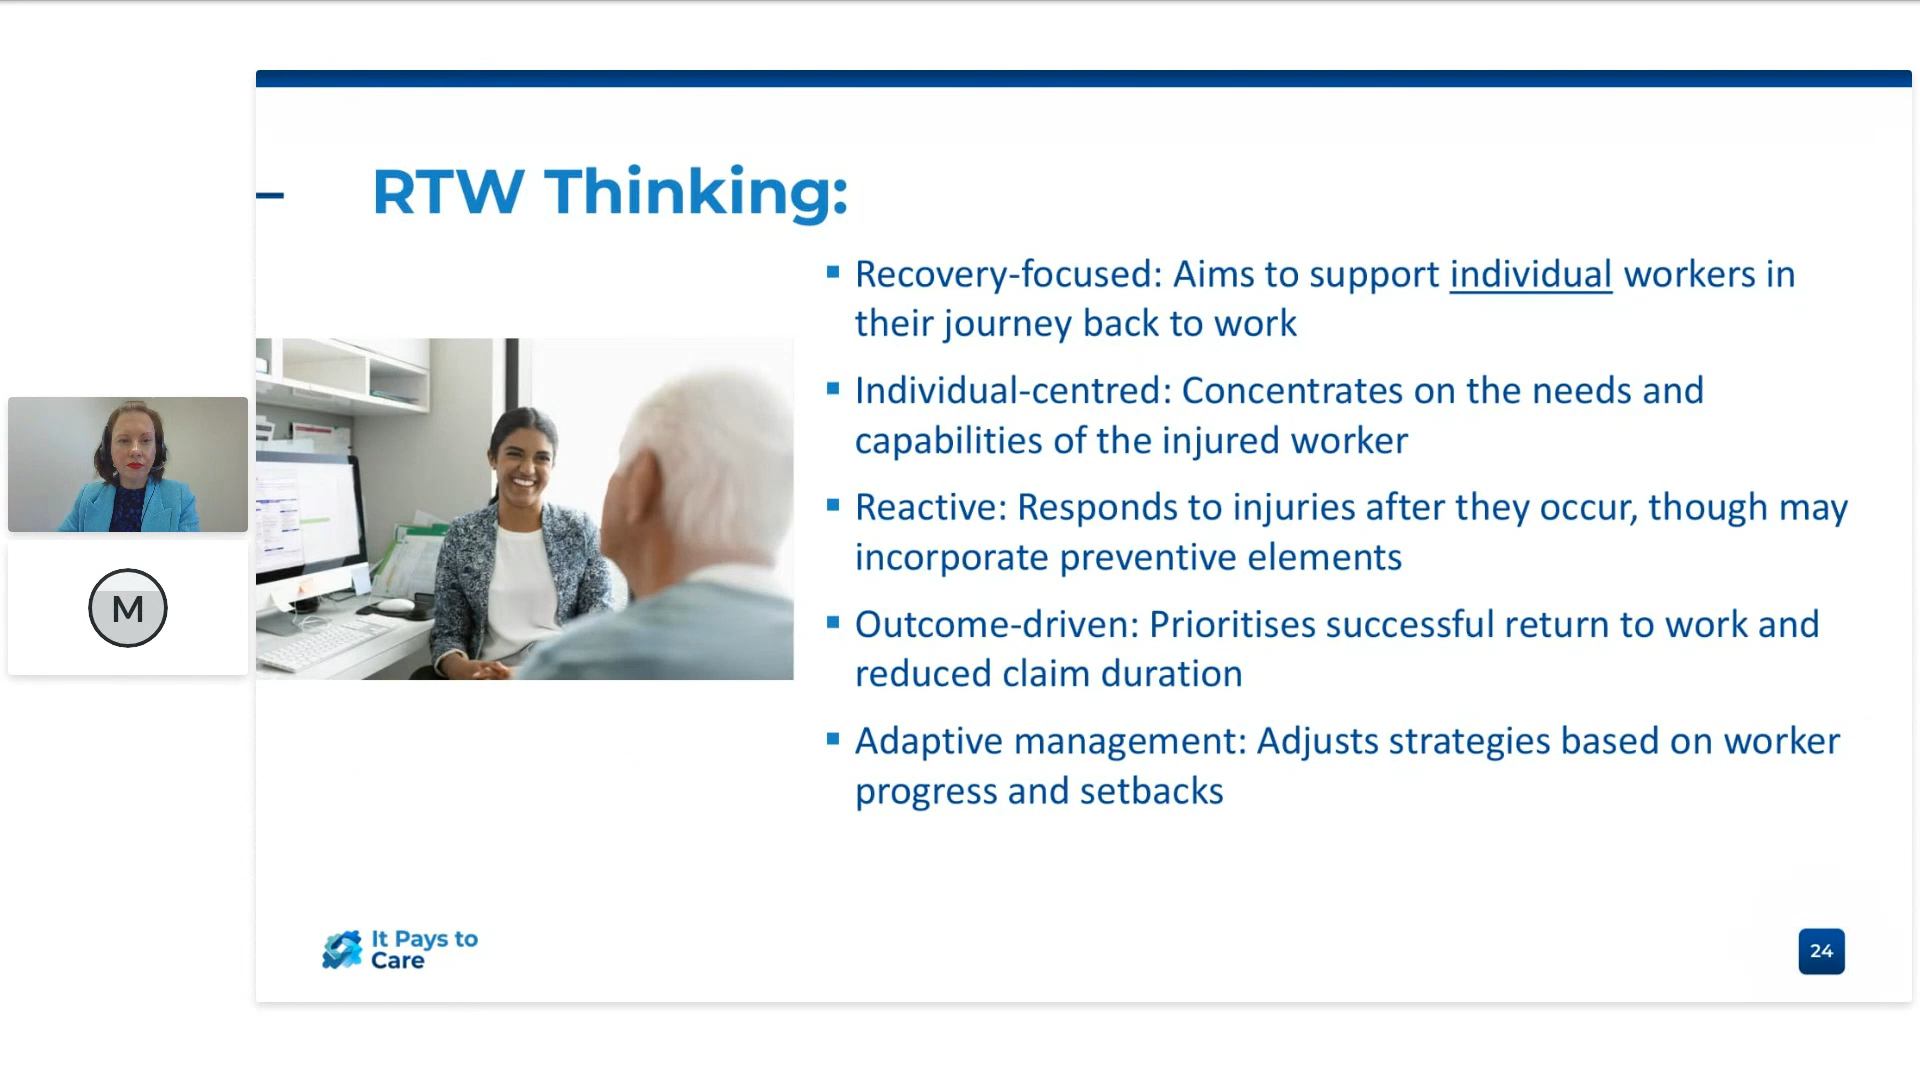 RTW Thinking:
Recovery-focused: Aims to support individual workers in
their journey back to work
Individual-centred: Concentrates on the needs and
capabilities of the injured worker
Reactive: Responds to injuries after they occur, though may
incorporate preventive elements
Outcome-driven: Prioritises successful return to work and
reduced claim duration
Adaptive management: Adjusts strategies based on worker
progress and setbacks
M
It Pays to
Care
24